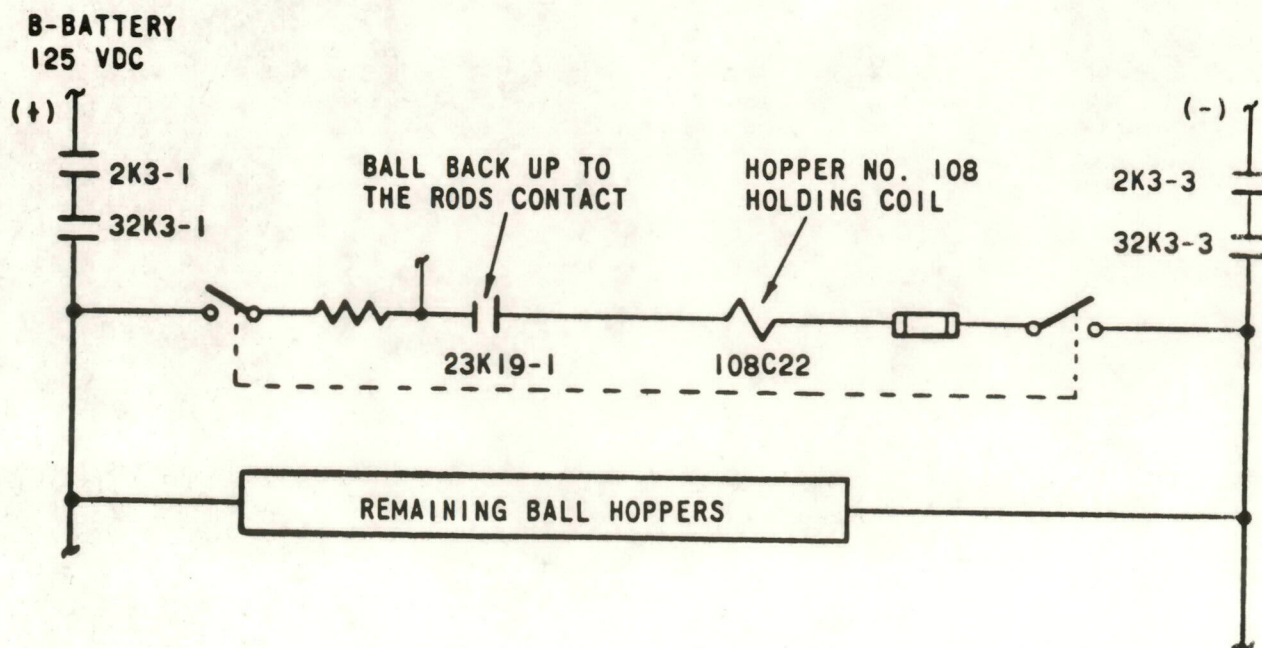 B-BATTERY
125 VDC
(+)
(-)
2K3-1
32K3-1
BALL BACK UP TO
THE RODS CONTACT
HOPPER NO. 108
HOLDING COIL
2K3-3
32K3-3
23K19-1
108C22
REMAINING BALL HOPPERS